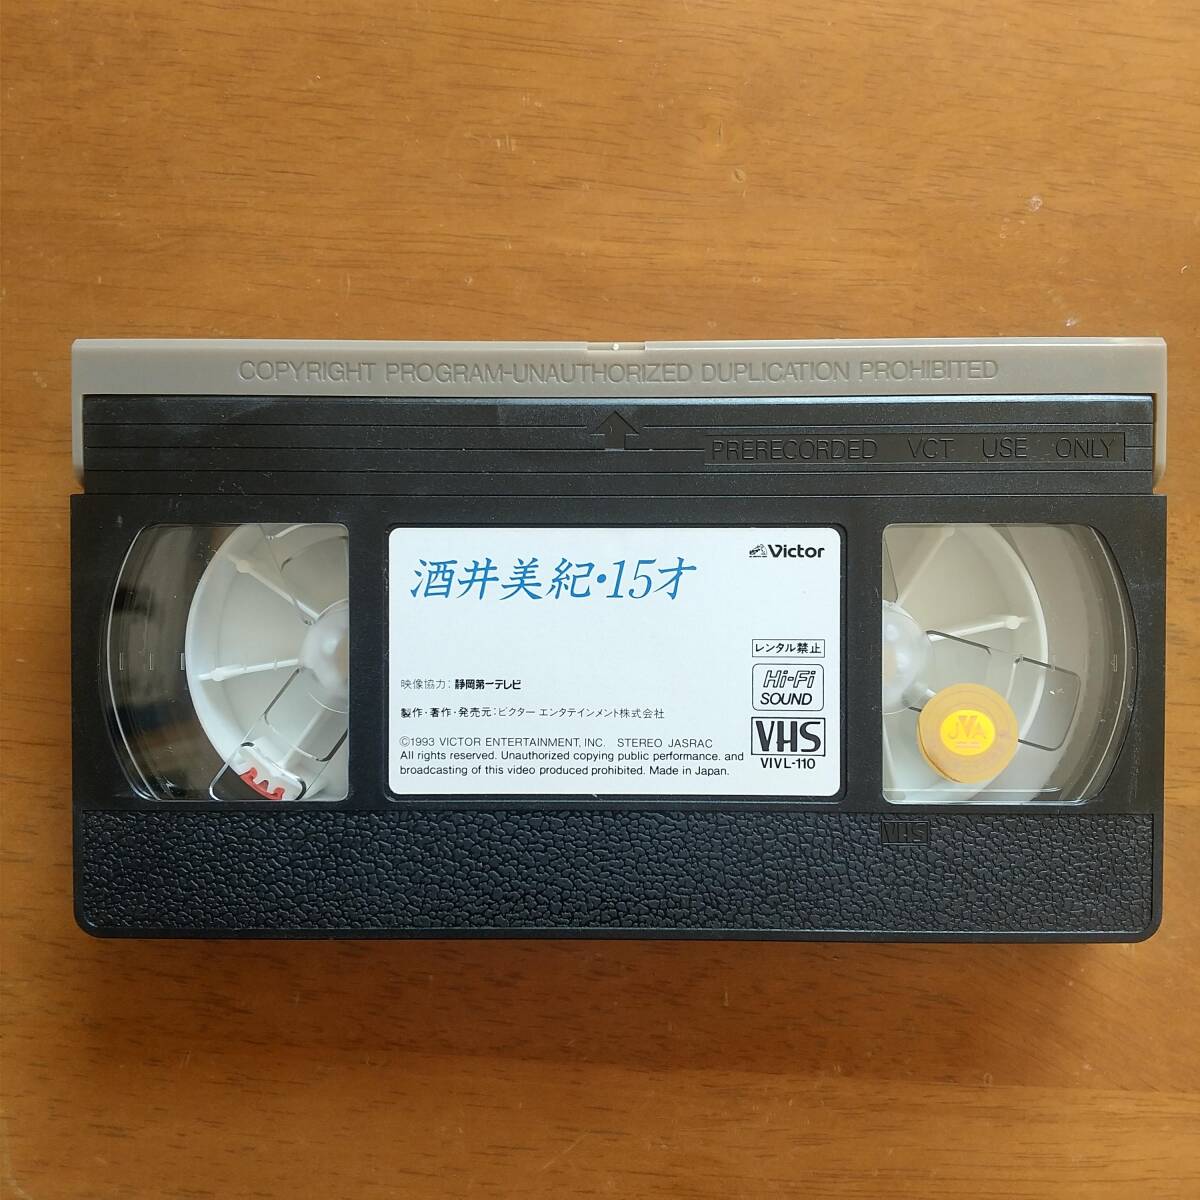 COPYRIGHT PROGRAM-UNAUTHORIZED DUPLICATION PROHIBITED
PRERECORDED VCT USE ONLY
Victor
酒井美紀・15才
レンタル禁止
Hi-Fi
SOUND
映像協力：静岡第一テレビ
製作・著作・発売元：ビクター エンタテインメント株式会社
VHS
VIVL-110
©1993 VICTOR ENTERTAINMENT, INC. STEREO JASRAC
All rights reserved. Unauthorized copying public performance. and
broadcasting of this video produced prohibited. Made in Japan.
JVA
VHS